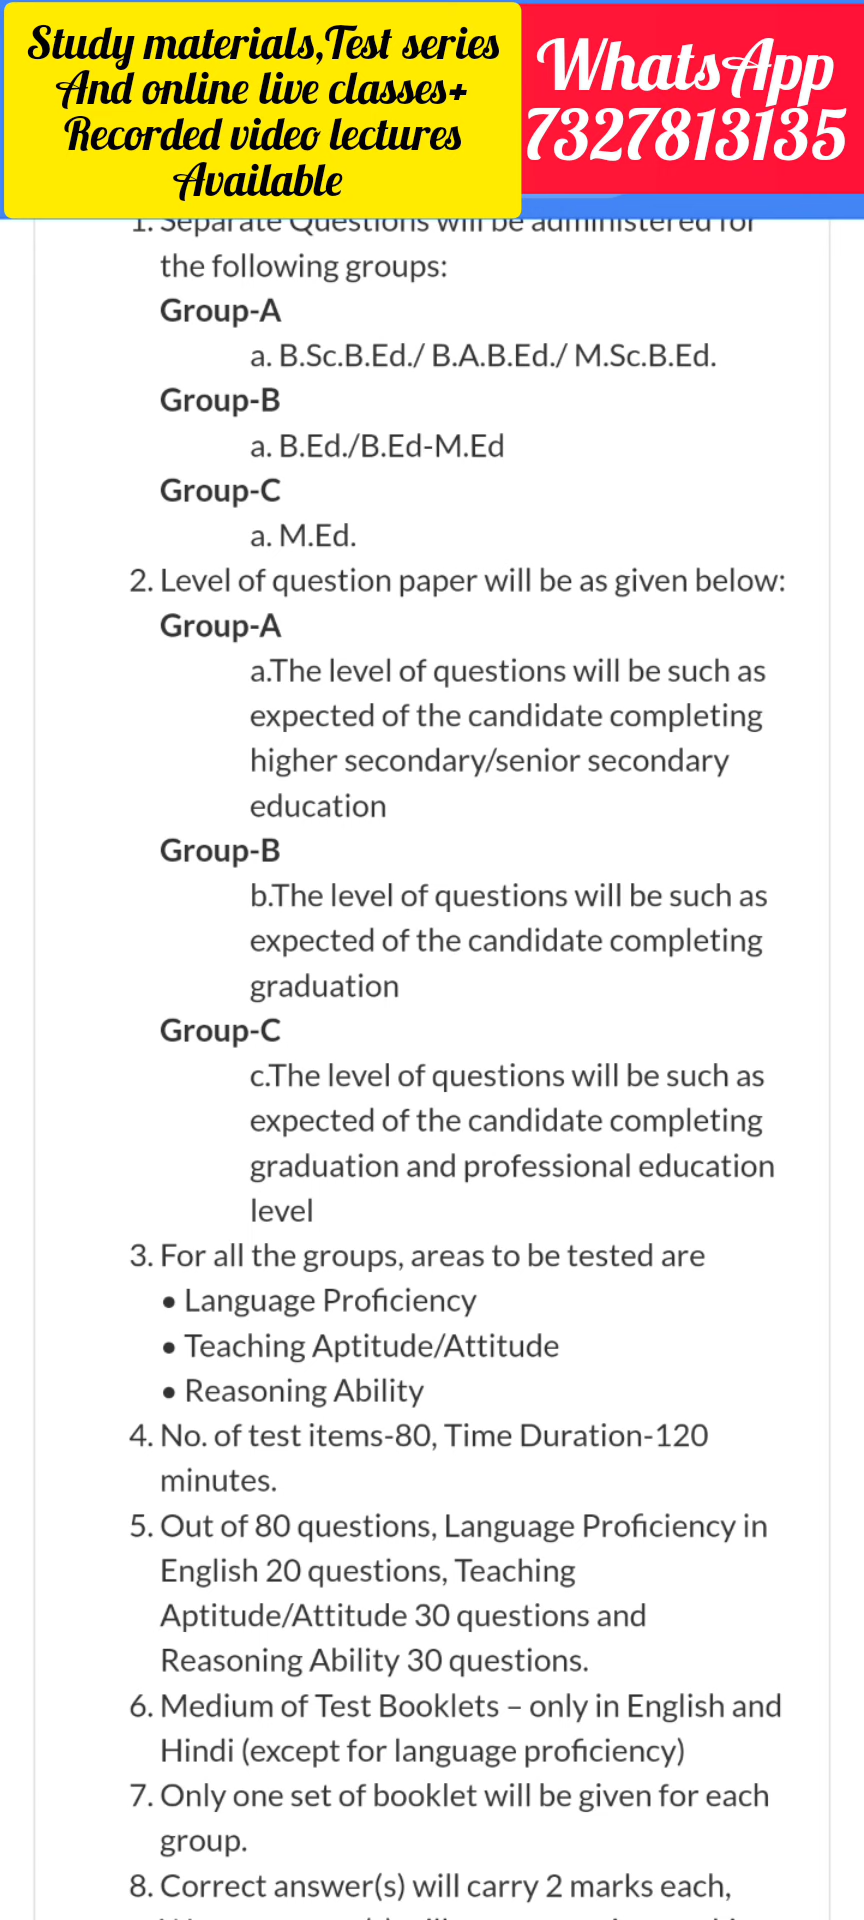 Study materials,Test series
And online live classes+
Recorded video lectures
Available
WhatsApp
7327813135
1. Separate Questions will be administered for
the following groups:
Group-A
a. B.Sc.B.Ed./ B.A.B.Ed./ M.Sc.B.Ed.
Group-B
a. B.Ed./B.Ed-M.Ed
Group-C
a. M.Ed.
2. Level of question paper will be as given below:
Group-A
a.The level of questions will be such as
expected of the candidate completing
higher secondary/senior secondary
education
Group-B
b.The level of questions will be such as
expected of the candidate completing
graduation
Group-C
c.The level of questions will be such as
expected of the candidate completing
graduation and professional education
level
3. For all the groups, areas to be tested are
• Language Proficiency
• Teaching Aptitude/Attitude
• Reasoning Ability
4. No. of test items-80, Time Duration-120
minutes.
5. Out of 80 questions, Language Proficiency in
English 20 questions, Teaching
Aptitude/Attitude 30 questions and
Reasoning Ability 30 questions.
6. Medium of Test Booklets – only in English and
Hindi (except for language proficiency)
7. Only one set of booklet will be given for each
group.
8. Correct answer(s) will carry 2 marks each,